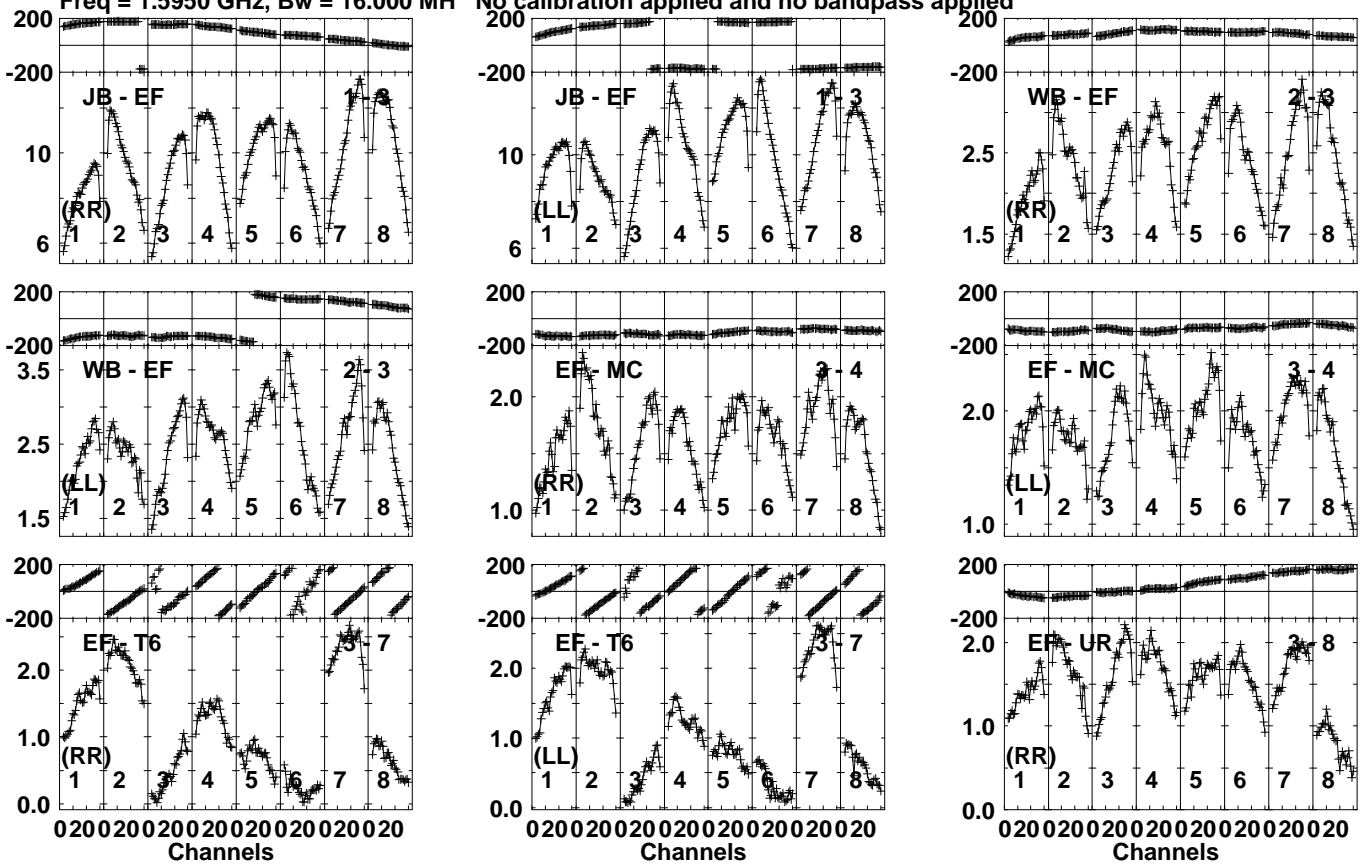 Freq = 1.5950 GHz, Bw = 16.000 MH No calibration applied and no bandpass applied
200
-200
JB - EF 1 - 3
10
(RR)
6
1 2 3 4 5 6 7 8
200
-200
JB - EF 1 - 3
10
(LL)
6
1 2 3 4 5 6 7 8
200
-200
WB - EF 2 - 3
2.5
(RR)
1.5
1 2 3 4 5 6 7 8
200
-200
WB - EF 2 - 3
3.5
2.5
(LL)
1.5
1 2 3 4 5 6 7 8
200
-200
EF - MC 3 - 4
2.0
(RR)
1.0
1 2 3 4 5 6 7 8
200
-200
EF - MC 3 - 4
2.0
(LL)
1.0
1 2 3 4 5 6 7 8
200
-200
EF - T6 3 - 7
2.0
1.0
(RR)
0.0
1 2 3 4 5 6 7 8
0 20 0 20 0 20 0 20 0 20 0 20 0 20 0 20
Channels
200
-200
EF - T6 3 - 7
2.0
1.0
(LL)
0.0
1 2 3 4 5 6 7 8
0 20 0 20 0 20 0 20 0 20 0 20 0 20 0 20
Channels
200
-200
EF - UR 3 - 8
2.0
1.0
(RR)
0.0
1 2 3 4 5 6 7 8
0 20 0 20 0 20 0 20 0 20 0 20 0 20 0 20
Channels